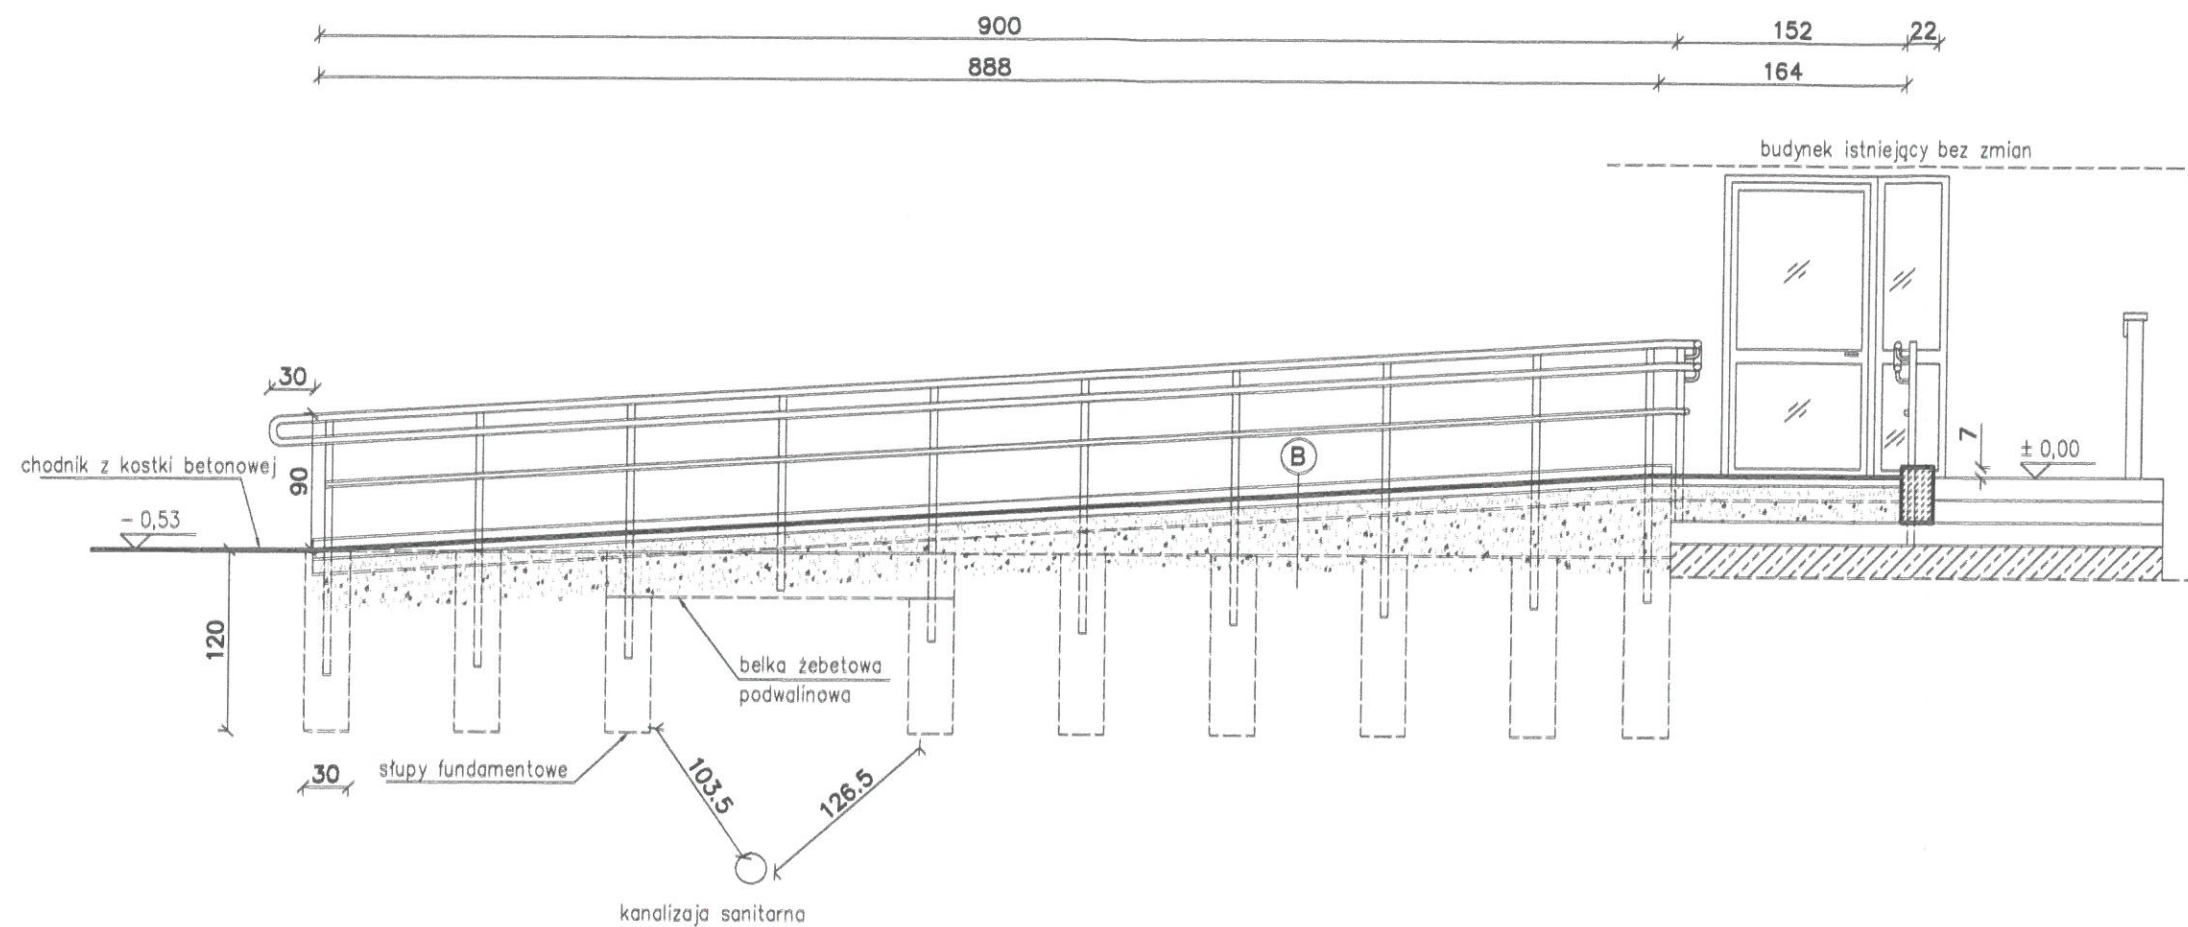 900
152
22
888
164
budynek istniejący bez zmian
30
chodnik z kostki betonowej
90
B
7
± 0,00
- 0,53
120
belka żebetowa
podwalinowa
słupy fundamentowe
30
103.5
126.5
kanalizaja sanitarna